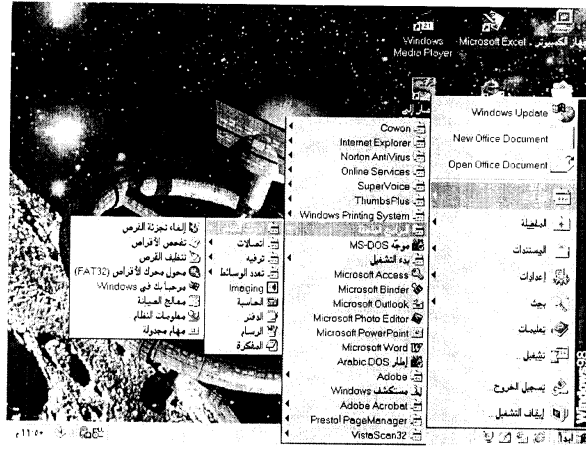 Windows Media Player
Microsoft Excel
جهاز الكمبيوتر
Windows Update
New Office Document
Open Office Document
المفضلة
المستندات
إعدادات
بحث
تعليمات
تشغيل...
تسجيل الخروج
إيقاف التشغيل...
Cowon
Internet Explorer
Norton AntiVirus
Online Services
SuperVoice
ThumbsPlus
Windows Printing System
موجّه MS-DOS
بدء التشغيل
Microsoft Access
Microsoft Binder
Microsoft Outlook
Microsoft Photo Editor
Microsoft PowerPoint
Microsoft Word
إطار Arabic DOS
Adobe
مستكشف Windows
Adobe Acrobat
Presto! PageManager
VistaScan32
اتصالات
ترفيه
تعدد الوسائط
Imaging
الحاسبة
الدفتر
الرسام
المفكرة
إلغاء تجزئة القرص
تفحص الأقراص
تنظيف القرص
محول محرك الأقراص (FAT32)
مرحباً بك في Windows
معالج الصيانة
معلومات النظام
مهام مجدولة
ابدأ
١١:٥٠ م